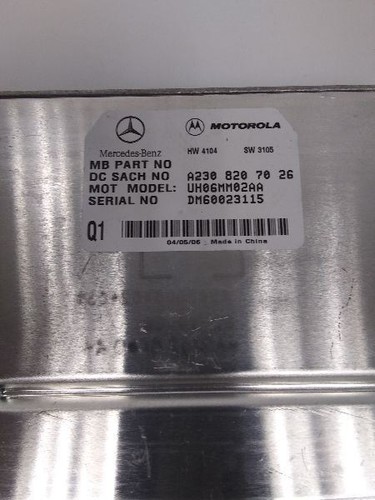 MOTOROLA
Mercedes-Benz HW 4104 SW 3105
MB PART NO
DC SACH NO A230 820 70 26
MOT MODEL: UH06MM02AA
SERIAL NO DM60023115
Q1
04/05/06 Made in China